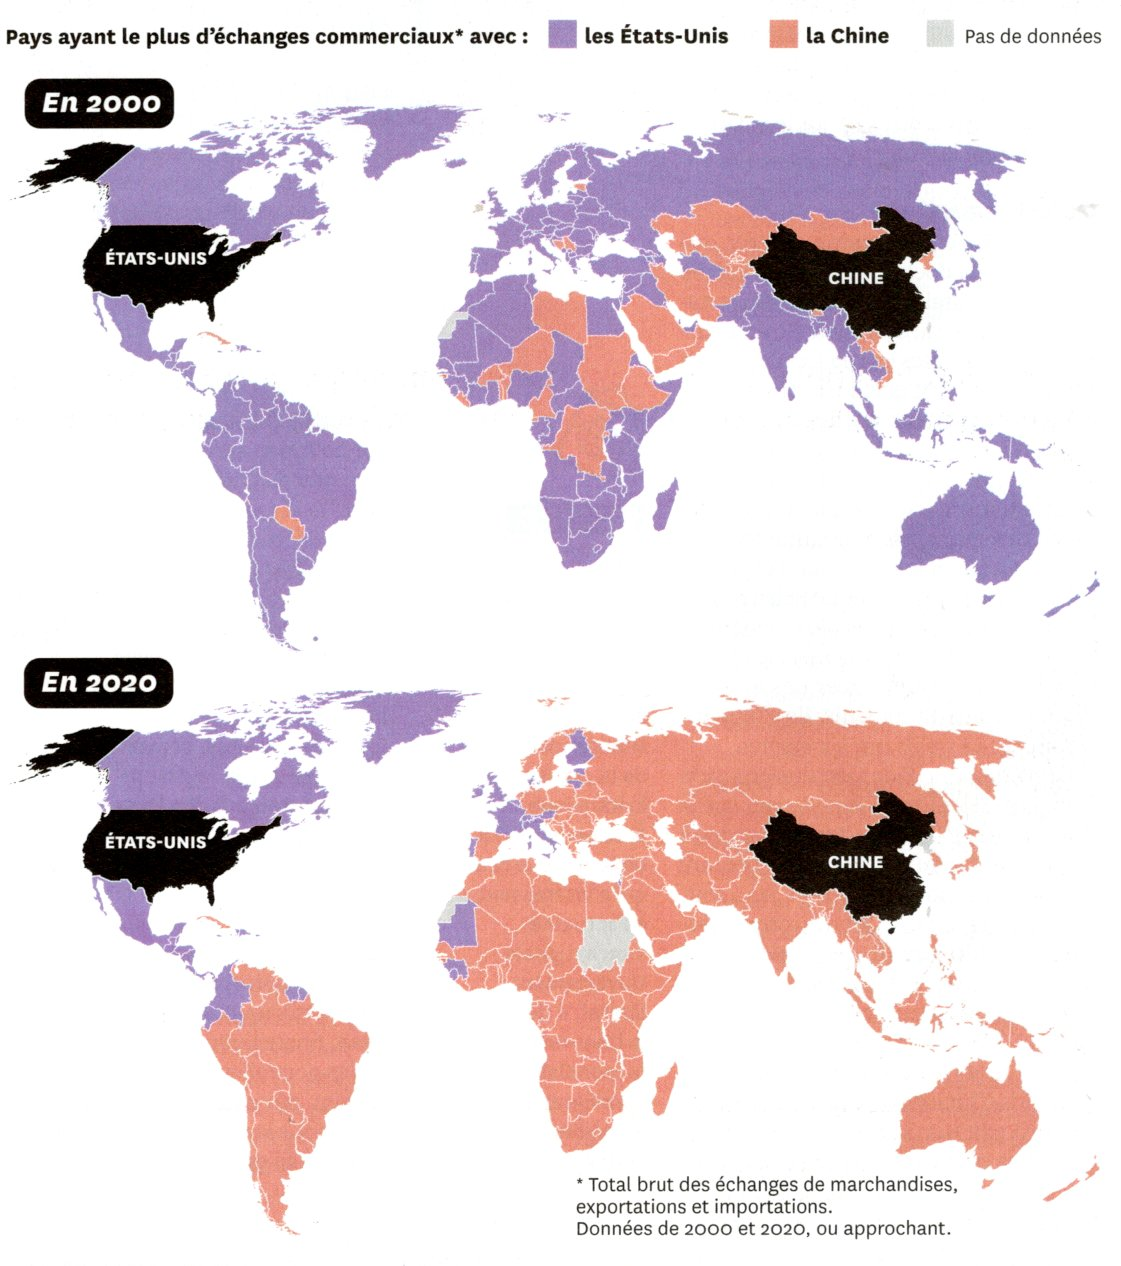 Pays ayant le plus d'échanges commerciaux* avec : les États-Unis la Chine Pas de données
En 2000
ÉTATS-UNIS
CHINE
En 2020
ÉTATS-UNIS
CHINE
* Total brut des échanges de marchandises,
exportations et importations.
Données de 2000 et 2020, ou approchant.